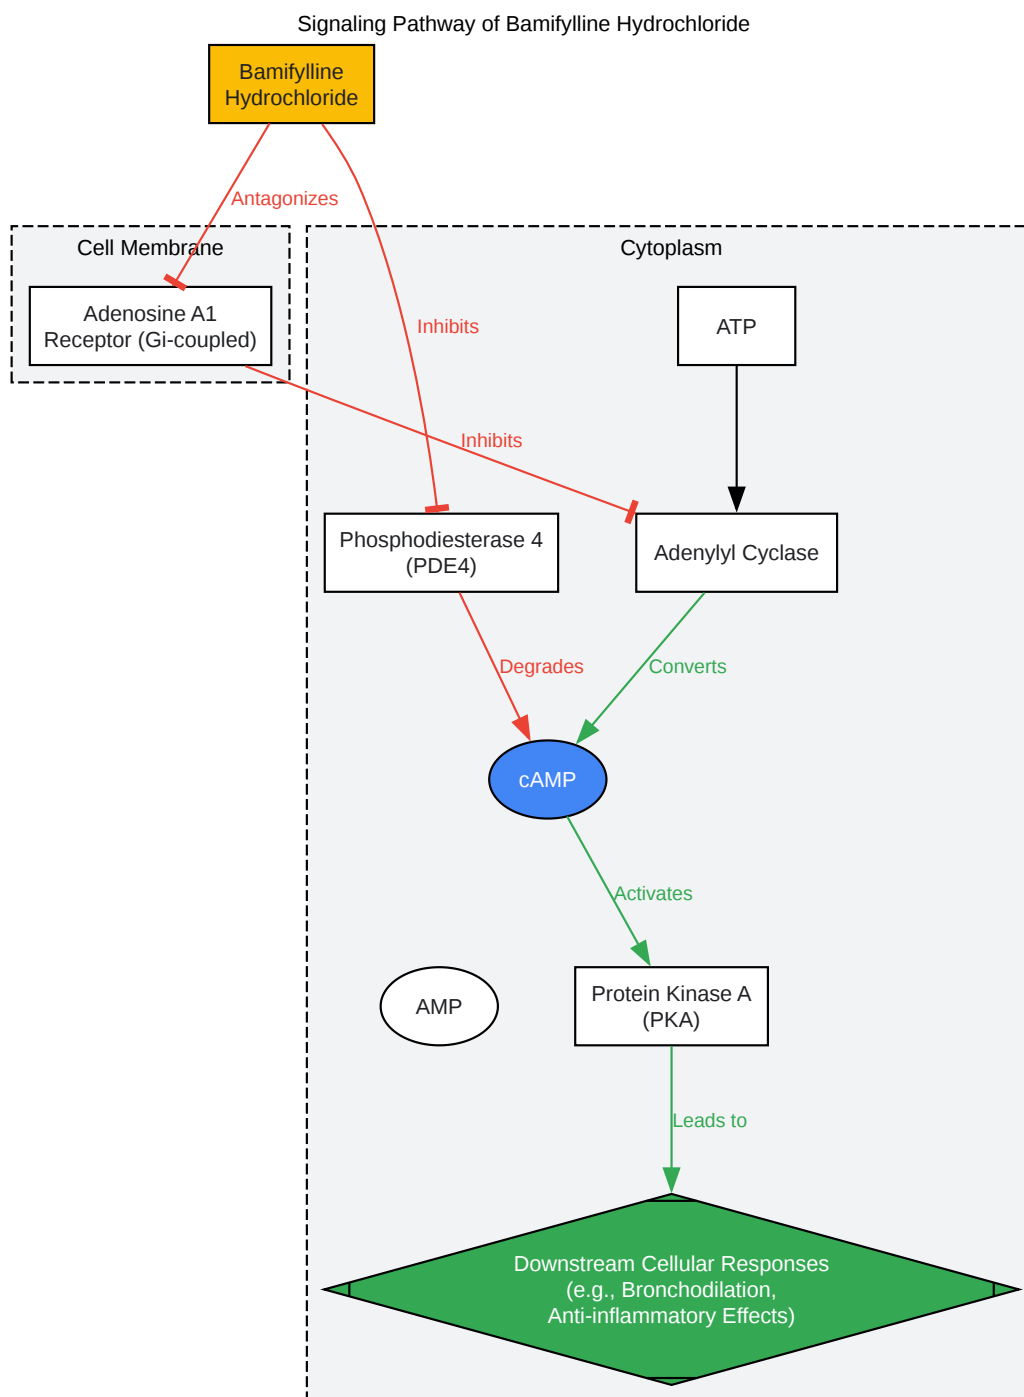 Signaling Pathway of Bamifylline Hydrochloride
Bamifylline
Hydrochloride
Antagonizes
Cell Membrane
Cytoplasm
Adenosine A1
Receptor (Gi-coupled)
Inhibits
ATP
Inhibits
Phosphodiesterase 4
(PDE4)
Adenylyl Cyclase
Degrades
Converts
cAMP
Activates
AMP
Protein Kinase A
(PKA)
Leads to
Downstream Cellular Responses
(e.g., Bronchodilation,
Anti-inflammatory Effects)